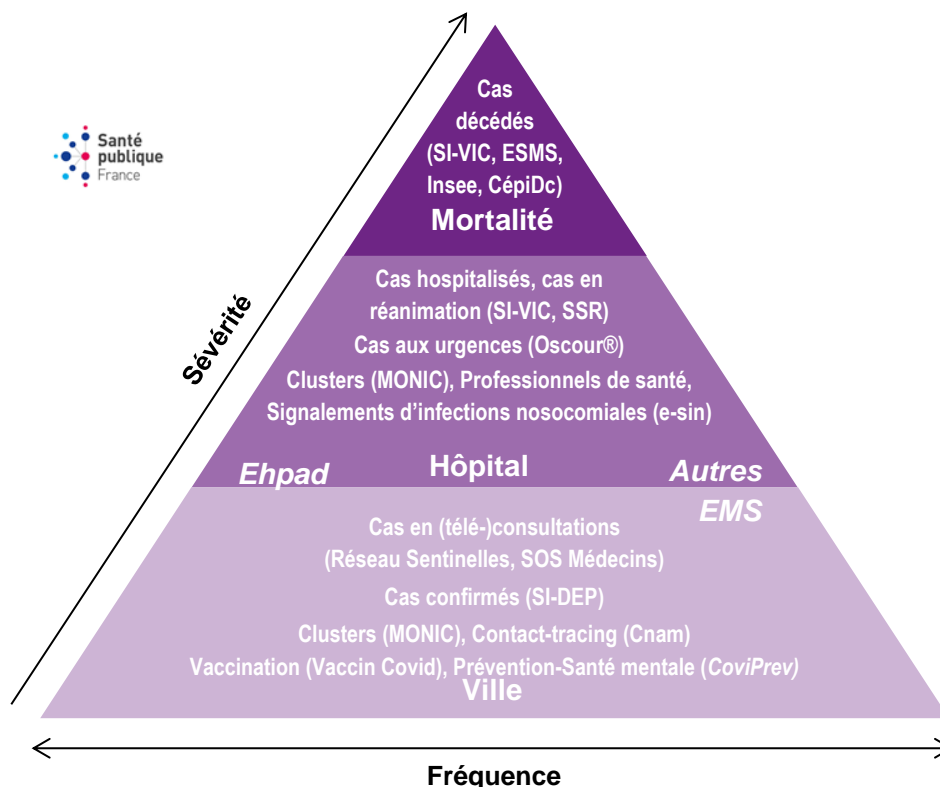 Santé
publique
France
Cas
décédés
(SI-VIC, ESMS,
Insee, CépiDc)
Mortalité
Sévérité
Cas hospitalisés, cas en
réanimation (SI-VIC, SSR)
Cas aux urgences (Oscour®)
Clusters (MONIC), Professionnels de santé,
Signalements d'infections nosocomiales (e-sin)
Ehpad
Hôpital
Autres
EMS
Cas en (télé-)consultations
(Réseau Sentinelles, SOS Médecins)
Cas confirmés (SI-DEP)
Clusters (MONIC), Contact-tracing (Cnam)
Vaccination (Vaccin Covid), Prévention-Santé mentale (CoviPrev)
Ville
Fréquence